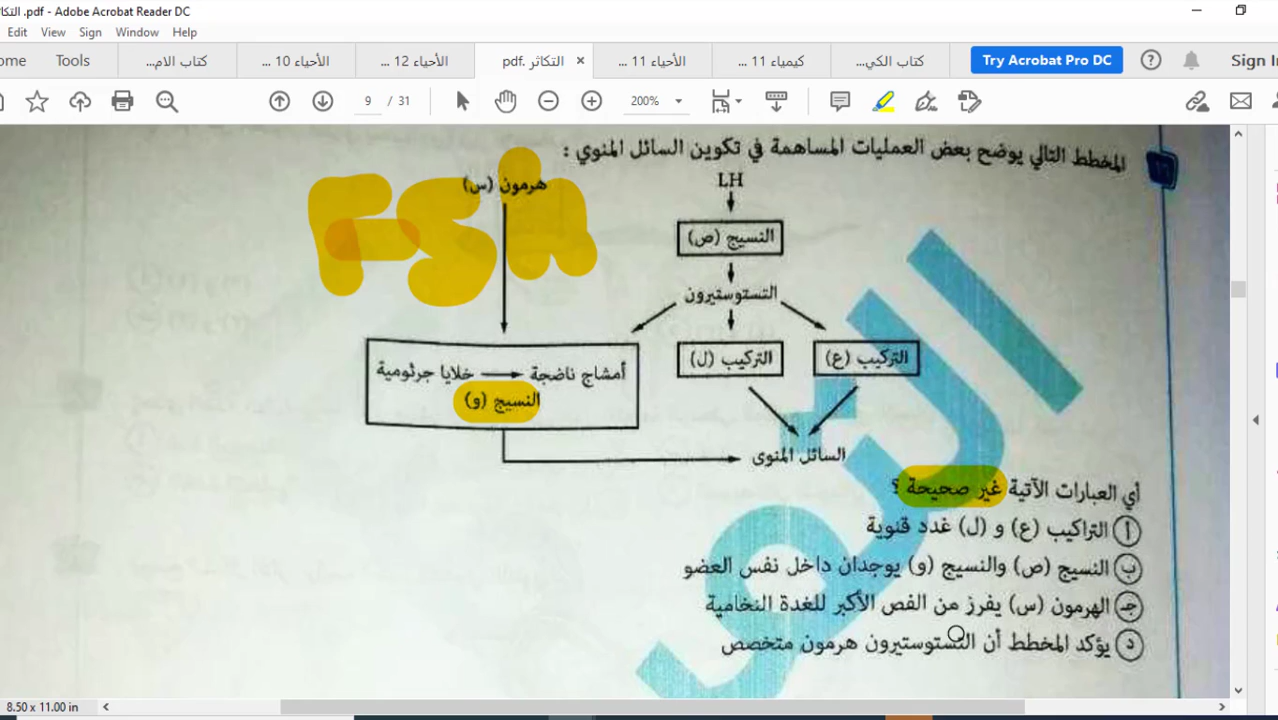 التكاثر .pdf - Adobe Acrobat Reader DC
Edit View Sign Window Help
ome Tools كتاب الام... الأحياء 10 ... الأحياء 12 ... التكاثر .pdf × الأحياء 11 ... كيمياء 11 ... كتاب الكي... Try Acrobat Pro DC Sign In
9 / 31 200%
المخطط التالي يوضح بعض العمليات المساهمة في تكوين السائل المنوي :
هرمون (س) LH
FSH
النسيج (ص)
التستوستيرون
أمشاج ناضجة خلايا جرثومية التركيب (ل) التركيب (ع)
النسيج (و)
السائل المنوى
أي العبارات الآتية غير صحيحة ؟
أ التراكيب (ع) و (ل) غدد قنوية
ب النسيج (ص) والنسيج (و) يوجدان داخل نفس العضو
جـ الهرمون (س) يفرز من الفص الأكبر للغدة النخامية
د يؤكد المخطط أن التستوستيرون هرمون متخصص
8.50 x 11.00 in